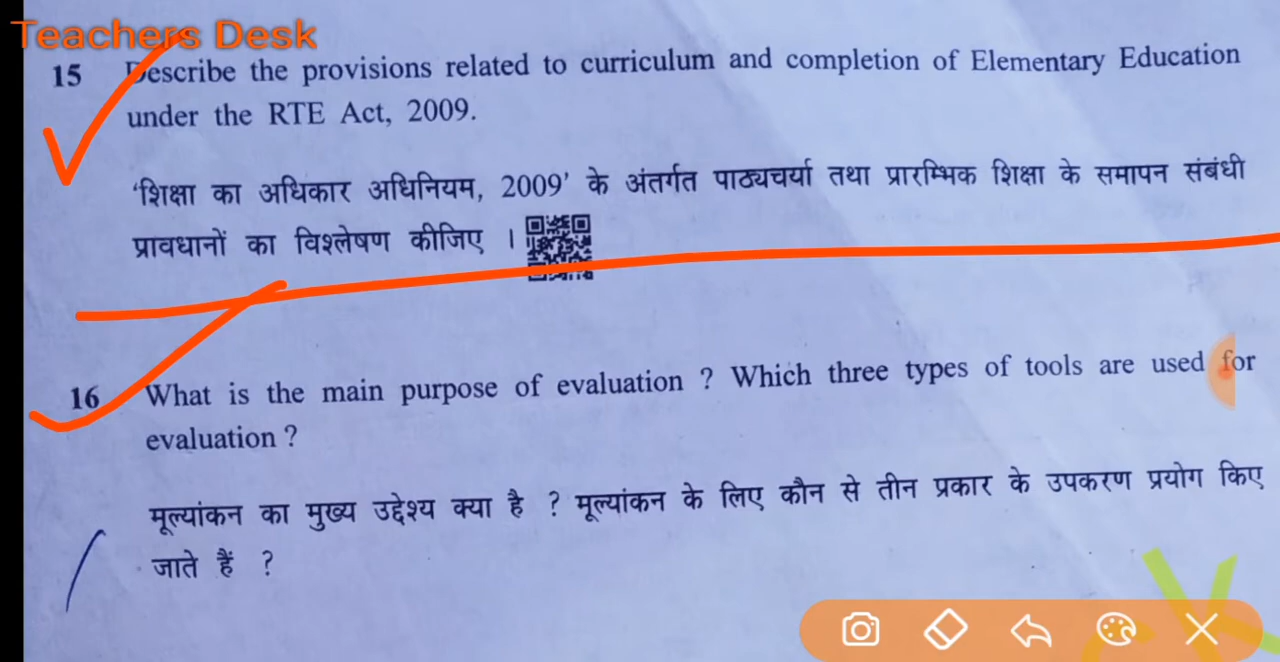 Teachers Desk
15 Describe the provisions related to curriculum and completion of Elementary Education
under the RTE Act, 2009.
‘शिक्षा का अधिकार अधिनियम, 2009’ के अंतर्गत पाठ्यचर्या तथा प्रारम्भिक शिक्षा के समापन संबंधी
प्रावधानों का विश्लेषण कीजिए ।
16 What is the main purpose of evaluation ? Which three types of tools are used for
evaluation ?
मूल्यांकन का मुख्य उद्देश्य क्या है ? मूल्यांकन के लिए कौन से तीन प्रकार के उपकरण प्रयोग किए
जाते हैं ?